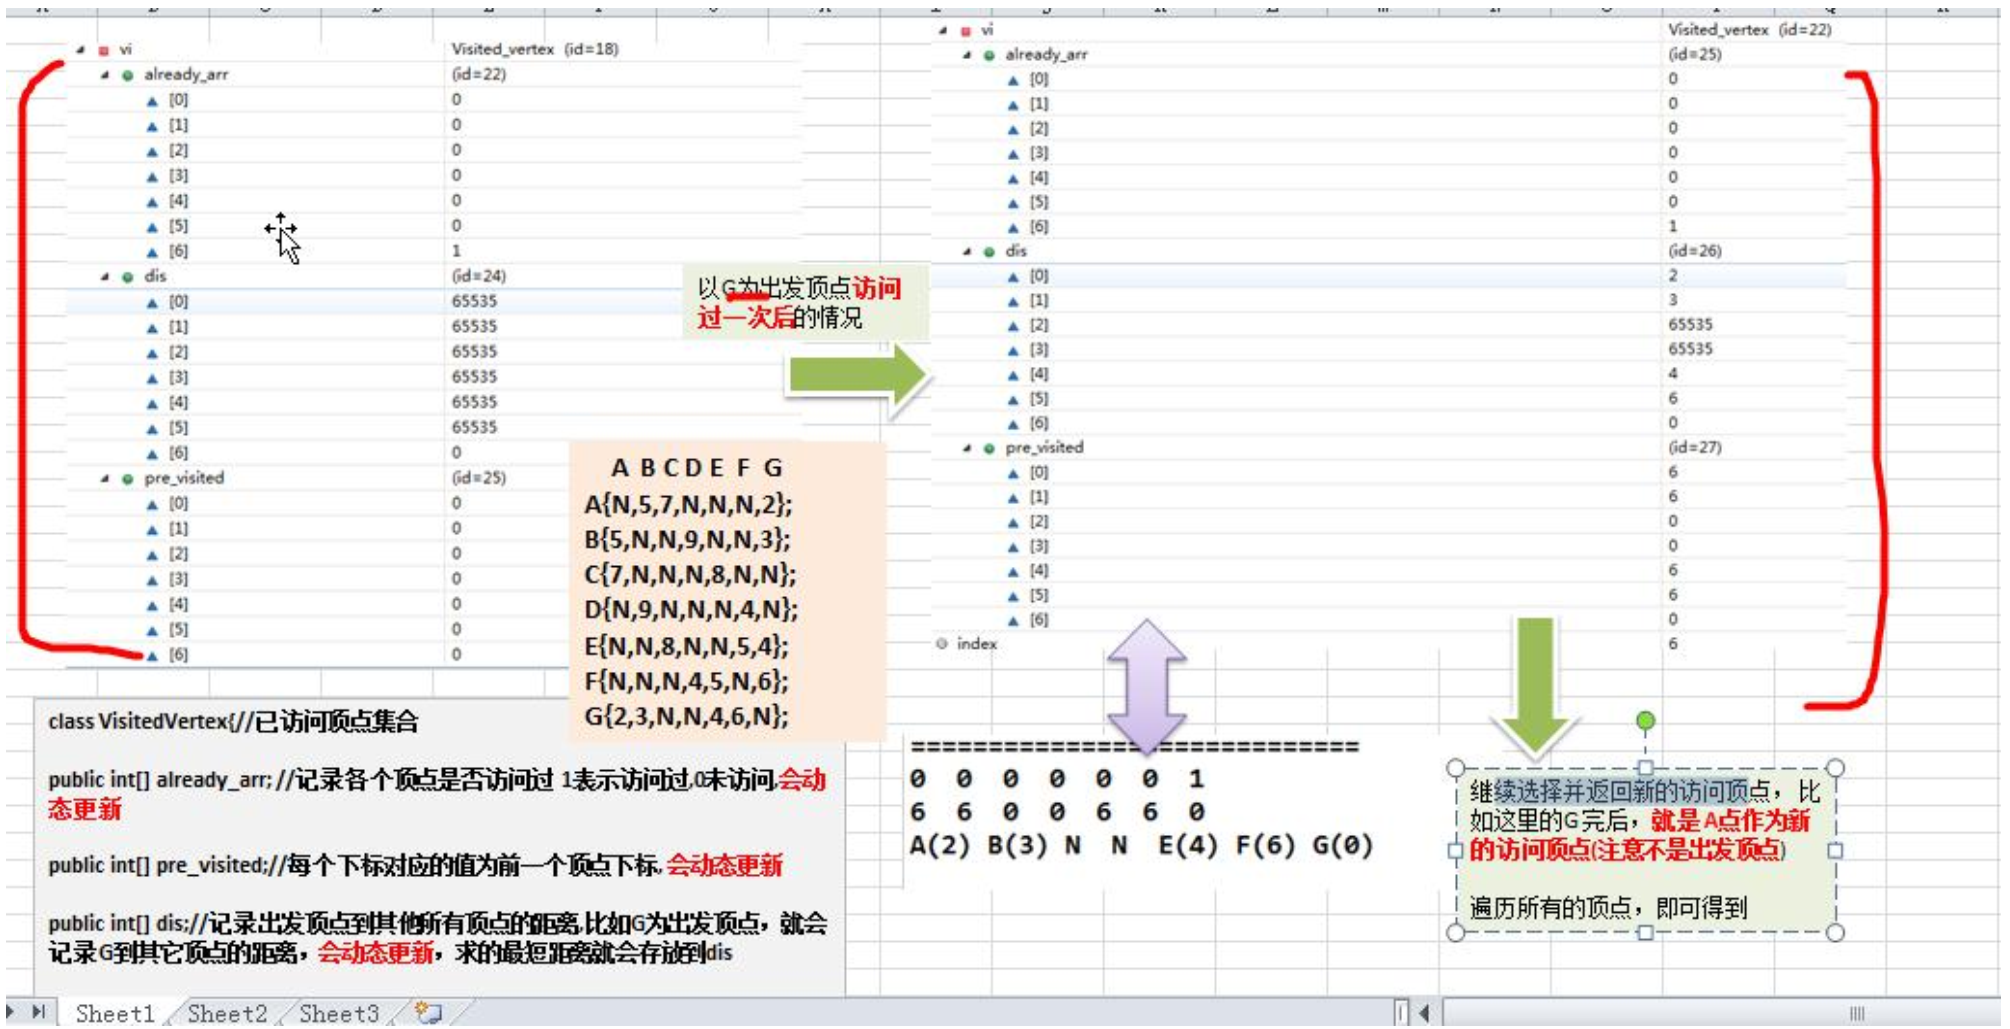 vi Visited_vertex (id=18)
already_arr (id=22)
[0] 0
[1] 0
[2] 0
[3] 0
[4] 0
[5] 0
[6] 1
dis (id=24)
[0] 65535
[1] 65535
[2] 65535
[3] 65535
[4] 65535
[5] 65535
[6] 0
pre_visited (id=25)
[0] 0
[1] 0
[2] 0
[3] 0
[4] 0
[5] 0
[6] 0
以G为出发顶点访问
过一次后的情况
A B C D E F G
A{N,5,7,N,N,N,2};
B{5,N,N,9,N,N,3};
C{7,N,N,N,8,N,N};
D{N,9,N,N,N,4,N};
E{N,N,8,N,N,5,4};
F{N,N,N,4,5,N,6};
G{2,3,N,N,4,6,N};
vi Visited_vertex (id=22)
already_arr (id=25)
[0] 0
[1] 0
[2] 0
[3] 0
[4] 0
[5] 0
[6] 1
dis (id=26)
[0] 2
[1] 3
[2] 65535
[3] 65535
[4] 4
[5] 6
[6] 0
pre_visited (id=27)
[0] 6
[1] 6
[2] 0
[3] 0
[4] 6
[5] 6
[6] 0
index 6
class VisitedVertex{//已访问顶点集合
public int[] already_arr; //记录各个顶点是否访问过 1表示访问过,0未访问,会动
态更新
public int[] pre_visited;//每个下标对应的值为前一个顶点下标, 会动态更新
public int[] dis;//记录出发顶点到其他所有顶点的距离,比如G为出发顶点，就会
记录G到其它顶点的距离，会动态更新，求的最短距离就会存放到dis
=============================
0 0 0 0 0 0 1
6 6 0 0 6 6 0
A(2) B(3) N N E(4) F(6) G(0)
继续选择并返回新的访问顶点，比
如这里的G完后，就是 A点作为新
的访问顶点(注意不是出发顶点)
遍历所有的顶点，即可得到
Sheet1 Sheet2 Sheet3